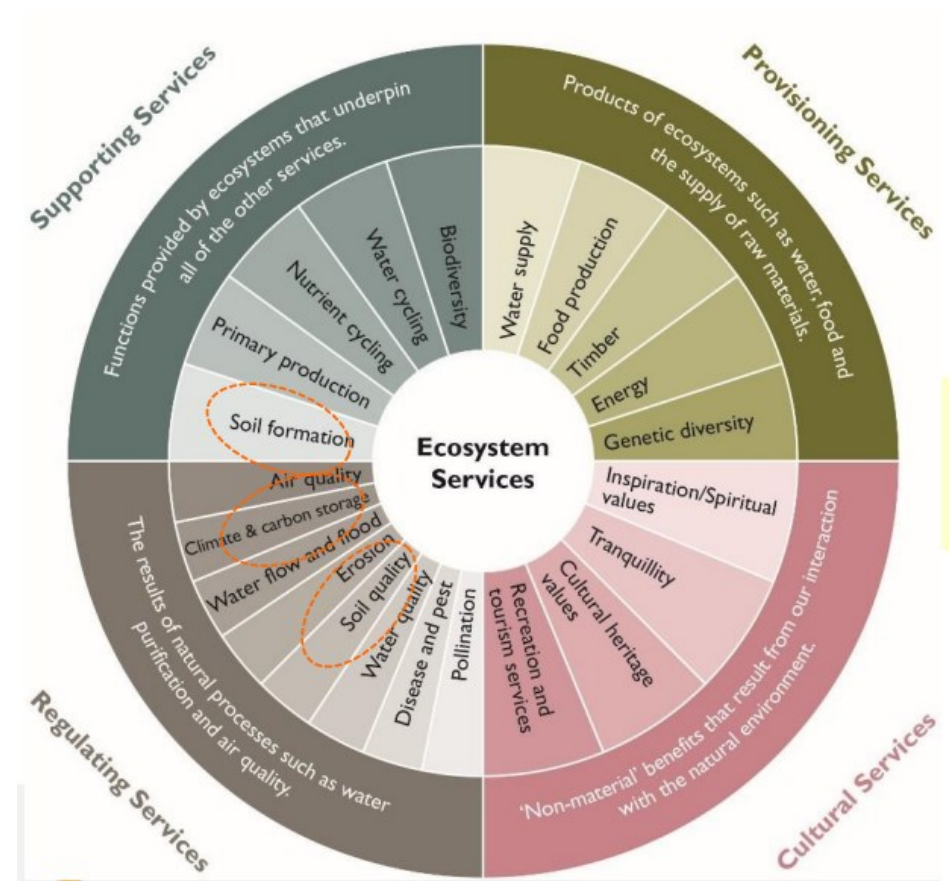 Supporting Services
Functions provided by ecosystems that underpin
all of the other services.
Biodiversity
Water cycling
Nutrient cycling
Primary production
Soil formation
Provisioning Services
Products of ecosystems such as water, food and
the supply of raw materials.
Water supply
Food production
Timber
Energy
Genetic diversity
Ecosystem
Services
Regulating Services
The results of natural processes such as water
purification and air quality.
Air quality
Climate & carbon storage
Water flow and flood
Erosion
Soil quality
Water quality
Disease and pest
Pollination
Cultural Services
'Non-material' benefits that result from our interaction
with the natural environment.
Inspiration/Spiritual
values
Tranquillity
Cultural heritage
values
Recreation and
tourism services